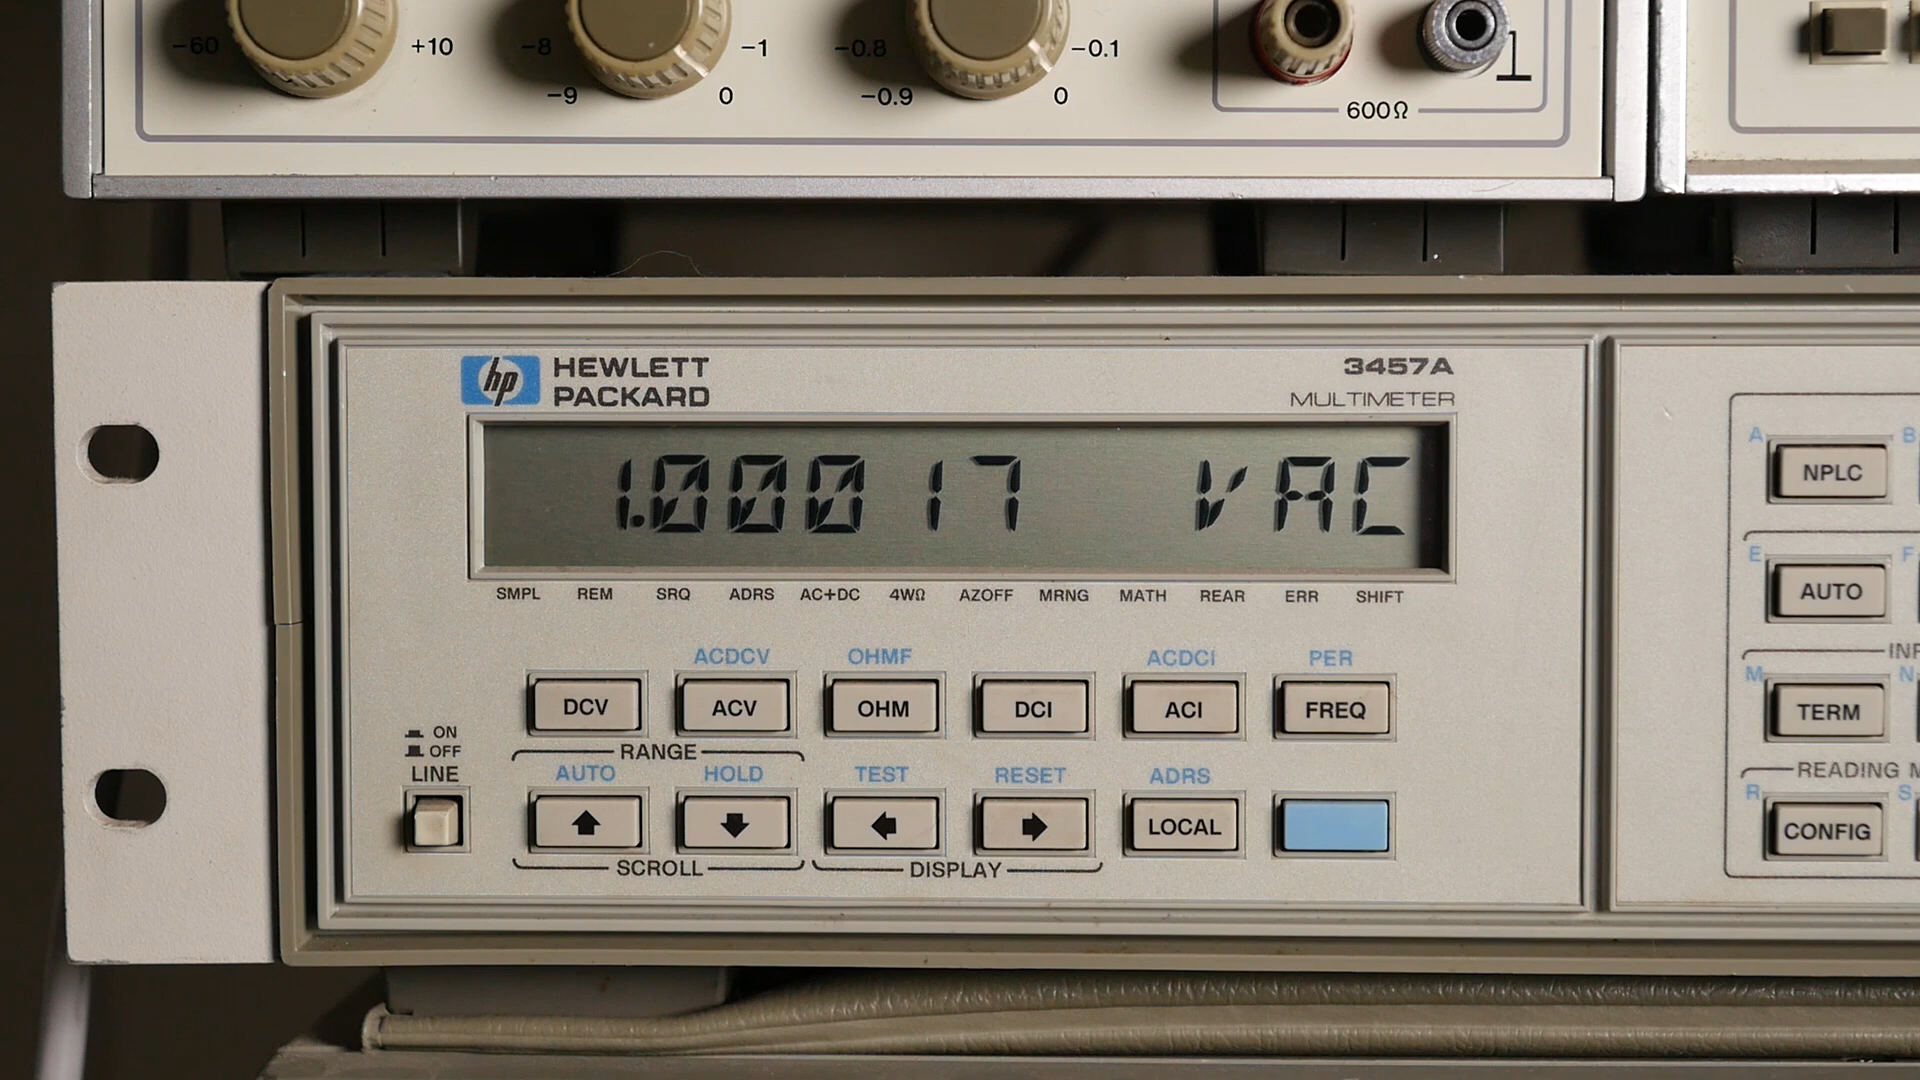 -60 +10 -8 -1 -0.8 -0.1
-9 0 -0.9 0
600Ω
hp HEWLETT PACKARD
3457A
MULTIMETER
1.00017 VAC
SMPL REM SRQ ADRS AC+DC 4WΩ AZOFF MRNG MATH REAR ERR SHIFT
ACDCV OHMF ACDCI PER
DCV ACV OHM DCI ACI FREQ
RANGE
AUTO HOLD TEST RESET ADRS
LOCAL
SCROLL DISPLAY
ON
OFF
LINE
A B
NPLC
E F
AUTO
M N
TERM
READING
R S
CONFIG